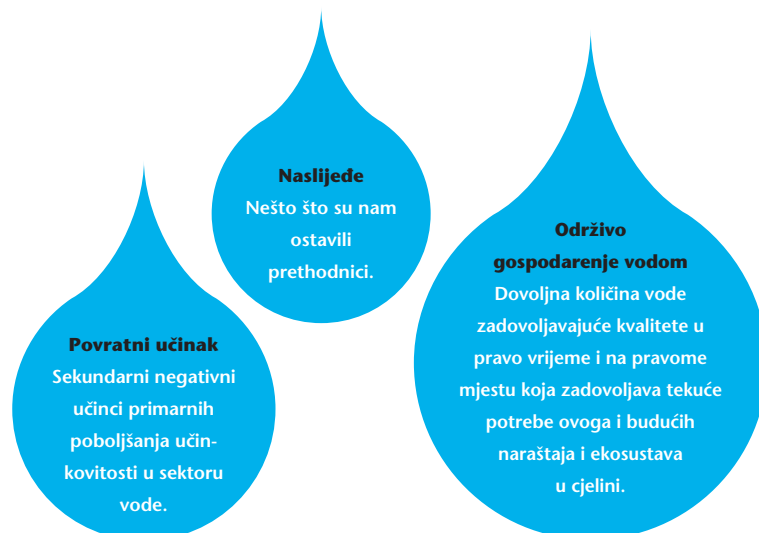 Naslijeđe
Nešto što su nam
ostavili
prethodnici.
Održivo
gospodarenje vodom
Dovoljna količina vode
zadovoljavajuće kvalitete u
pravo vrijeme i na pravome
mjestu koja zadovoljava tekuće
potrebe ovoga i budućih
naraštaja i ekosustava
u cjelini.
Povratni učinak
Sekundarni negativni
učinci primarnih
poboljšanja učin-
kovitosti u sektoru
vode.